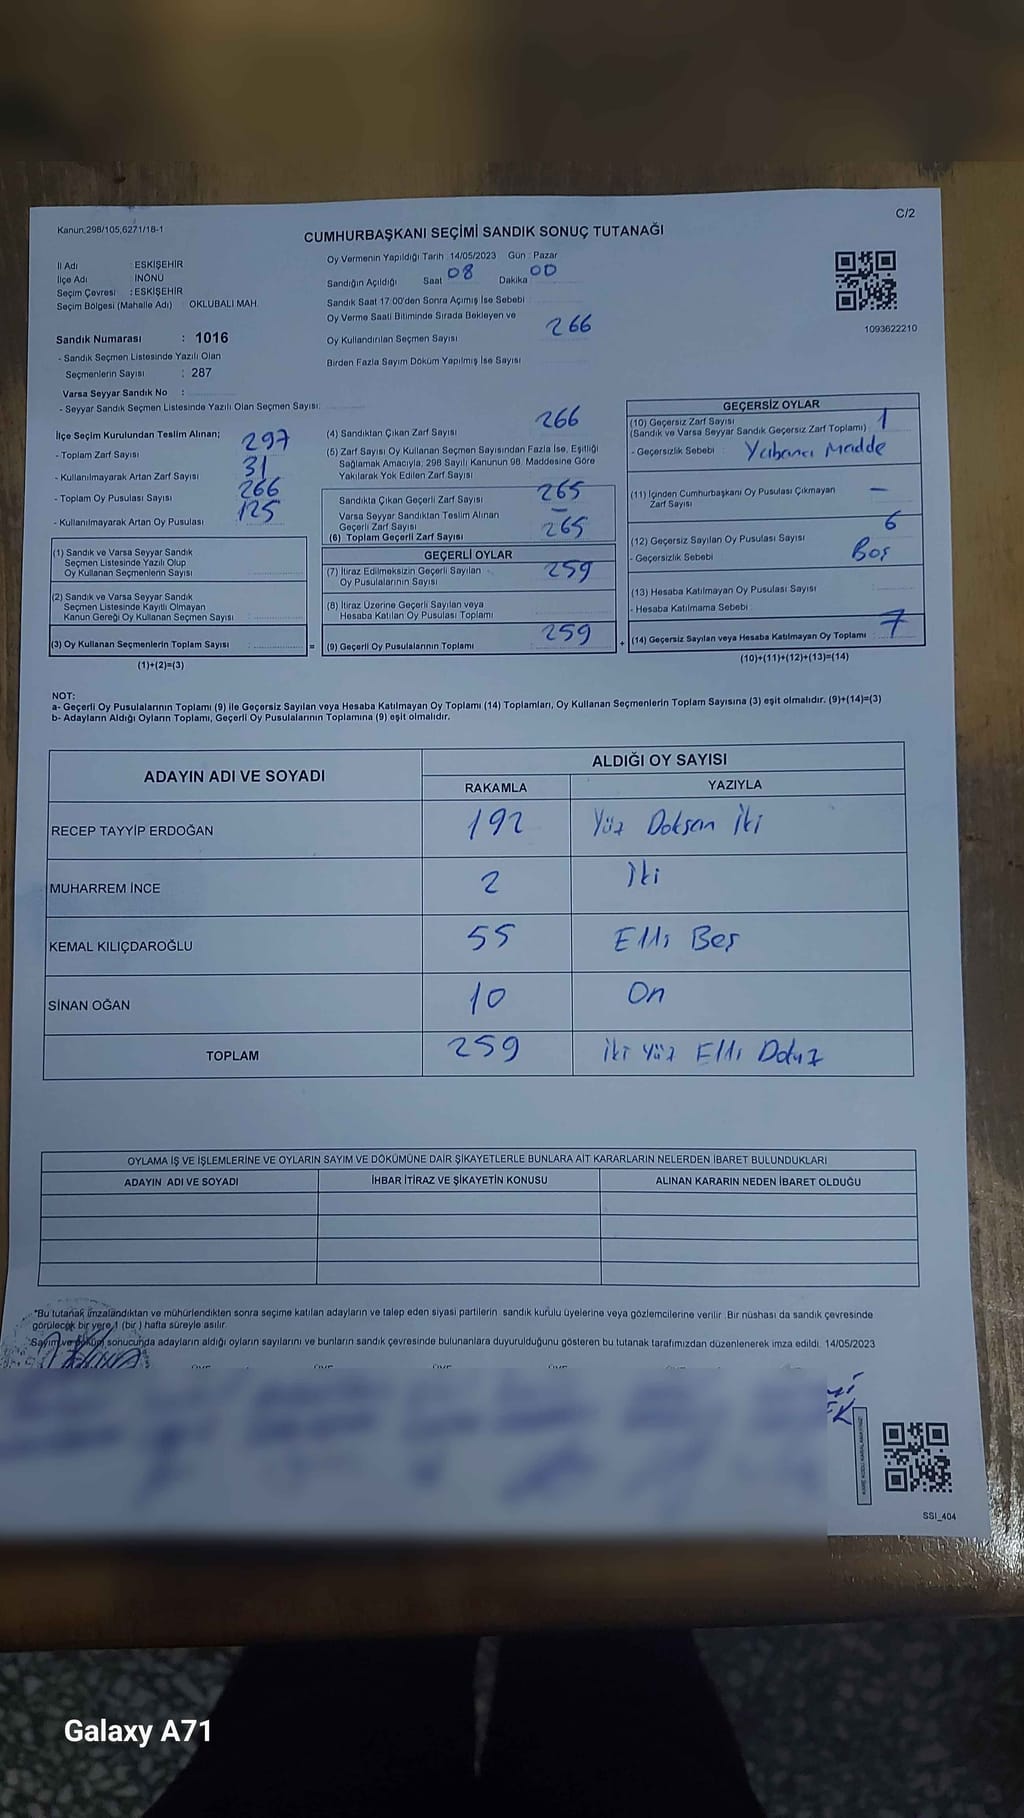 C/2
Kanun,298/105,6271/18-1
CUMHURBAŞKANI SEÇİMİ SANDIK SONUÇ TUTANAĞI
İl Adı : ESKİŞEHİR
İlçe Adı : İNÖNÜ
Seçim Çevresi : ESKİŞEHİR
Seçim Bölgesi (Mahalle Adı) OKLUBALI MAH.
Sandık Numarası : 1016
- Sandık Seçmen Listesinde Yazılı Olan
Seçmenlerin Sayısı : 287
Varsa Seyyar Sandık No :
- Seyyar Sandık Seçmen Listesinde Yazılı Olan Seçmen Sayısı:
Oy Vermenin Yapıldığı Tarih 14/05/2023 Gün : Pazar
Sandığın Açıldığı Saat 08 Dakika 00
Sandık Saat 17:00'den Sonra Açımış İse Sebebi
Oy Verme Saati Bitiminde Sırada Bekleyen ve
Oy Kullandırılan Seçmen Sayısı 266
Birden Fazla Sayım Döküm Yapılmış İse Sayısı
1093622210
İlçe Seçim Kurulundan Teslim Alınan;
- Toplam Zarf Sayısı 297
- Kullanılmayarak Artan Zarf Sayısı 31
- Toplam Oy Pusulası Sayısı 266
- Kullanılmayarak Artan Oy Pusulası 125
(1) Sandık ve Varsa Seyyar Sandık
Seçmen Listesinde Yazılı Olup
Oy Kullanan Seçmenlerin Sayısı
(2) Sandık ve Varsa Seyyar Sandık
Seçmen Listesinde Kayıtlı Olmayan
Kanun Gereği Oy Kullanan Seçmen Sayısı
(3) Oy Kullanan Seçmenlerin Toplam Sayısı =
(1)+(2)=(3)
(4) Sandıktan Çıkan Zarf Sayısı 266
(5) Zarf Sayısı Oy Kullanan Seçmen Sayısından Fazla İse, Eşitliği
Sağlamak Amacıyla, 298 Sayılı Kanunun 98. Maddesine Göre
Yakılarak Yok Edilen Zarf Sayısı
Sandıkta Çıkan Geçerli Zarf Sayısı 265
Varsa Seyyar Sandıktan Teslim Alınan
Geçerli Zarf Sayısı -
(6) Toplam Geçerli Zarf Sayısı 265
GEÇERLİ OYLAR
(7) İtiraz Edilmeksizin Geçerli Sayılan
Oy Pusulalarının Sayısı 259
(8) İtiraz Üzerine Geçerli Sayılan veya
Hesaba Katılan Oy Pusulası Toplamı
(9) Geçerli Oy Pusulalarının Toplamı 259 +
GEÇERSİZ OYLAR
(10) Geçersiz Zarf Sayısı
(Sandık ve Varsa Seyyar Sandık Geçersiz Zarf Toplamı) : 1
- Geçersizlik Sebebi : Yabancı Madde
(11) İçinden Cumhurbaşkanı Oy Pusulası Çıkmayan
Zarf Sayısı -
(12) Geçersiz Sayılan Oy Pusulası Sayısı 6
- Geçersizlik Sebebi : Boş
(13) Hesaba Katılmayan Oy Pusulası Sayısı
- Hesaba Katılmama Sebebi :
(14) Geçersiz Sayılan veya Hesaba Katılmayan Oy Toplamı : 7
(10)+(11)+(12)+(13)=(14)
NOT:
a- Geçerli Oy Pusulalarının Toplamı (9) ile Geçersiz Sayılan veya Hesaba Katılmayan Oy Toplamı (14) Toplamları, Oy Kullanan Seçmenlerin Toplam Sayısına (3) eşit olmalıdır. (9)+(14)=(3)
b- Adayların Aldığı Oyların Toplamı, Geçerli Oy Pusulalarının Toplamına (9) eşit olmalıdır.
ADAYIN ADI VE SOYADI ALDIĞI OY SAYISI
RAKAMLA YAZIYLA
RECEP TAYYİP ERDOĞAN 192 Yüz Doksan İki
MUHARREM İNCE 2 İki
KEMAL KILIÇDAROĞLU 55 Elli Beş
SİNAN OĞAN 10 On
TOPLAM 259 İki Yüz Elli Dokuz
OYLAMA İŞ VE İŞLEMLERİNE VE OYLARIN SAYIM VE DÖKÜMÜNE DAİR ŞİKAYETLERLE BUNLARA AİT KARARLARIN NELERDEN İBARET BULUNDUKLARI
ADAYIN ADI VE SOYADI İHBAR İTİRAZ VE ŞİKAYETİN KONUSU ALINAN KARARIN NEDEN İBARET OLDUĞU
*Bu tutanak imzalandıktan ve mühürlendikten sonra seçime katılan adayların ve talep eden siyasi partilerin sandık kurulu üyelerine veya gözlemcilerine verilir. Bir nüshası da sandık çevresinde
görülecek bir yere 1 (bir) hafta süreyle asılır.
*Sayım ve döküm sonucunda adayların aldığı oyların sayılarını ve bunların sandık çevresinde bulunanlara duyurulduğunu gösteren bu tutanak tarafımızdan düzenlenerek imza edildi. 14/05/2023
SSI_404
Galaxy A71